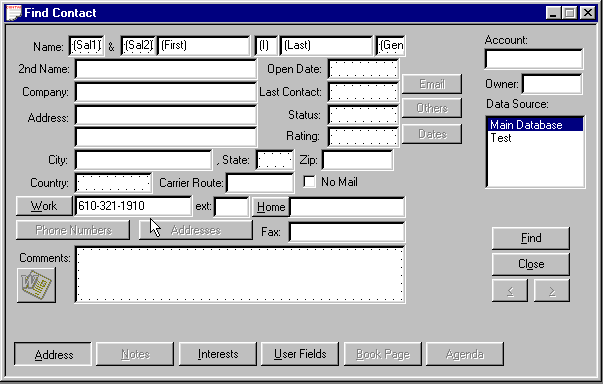 Find Contact
Name: (Sal1) & (Sal2) (First) (I) (Last) (Gen
Account:
2nd Name: Open Date:
Email
Owner:
Company: Last Contact:
Others
Data Source:
Address: Status:
Main Database
Rating: Dates
Test
City: , State: Zip:
Country: Carrier Route: No Mail
Work 610-321-1910 ext: Home
Phone Numbers Addresses Fax:
Find
Comments:
Close
W
< >
Address Notes Interests User Fields Book Page Agenda